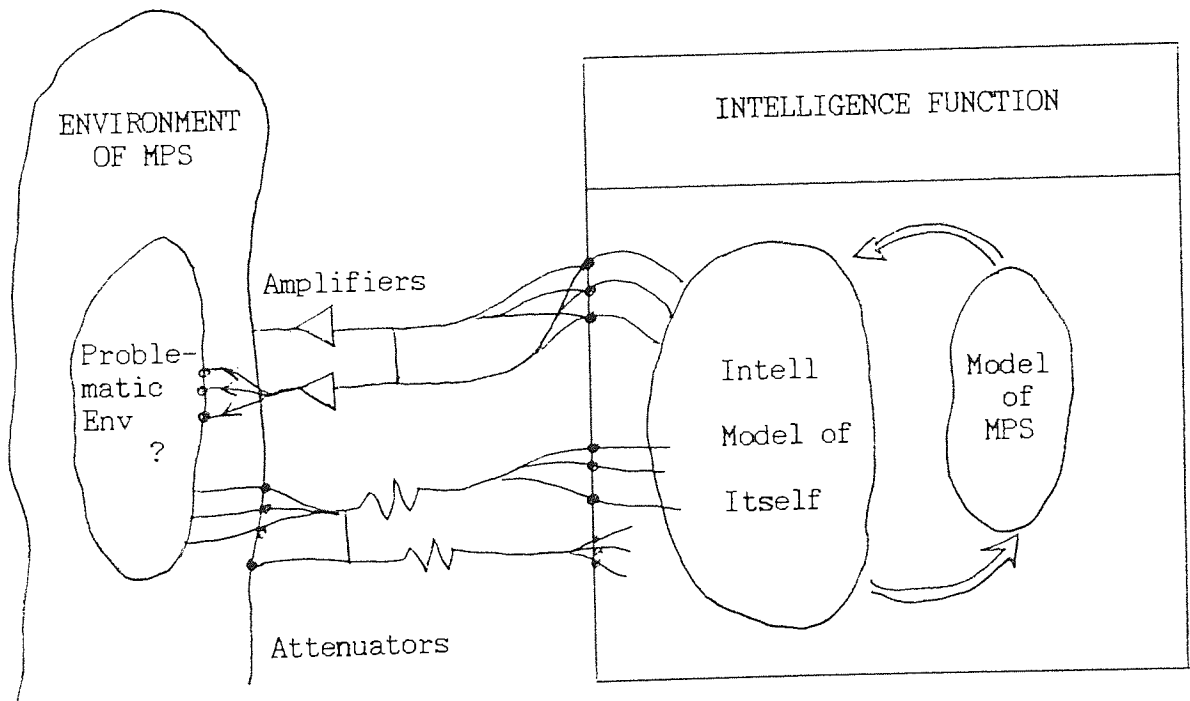 ENVIRONMENT
OF MPS
INTELLIGENCE FUNCTION
Amplifiers
Proble-
matic
Env
?
Intell
Model of
Itself
Model
of
MPS
Attenuators